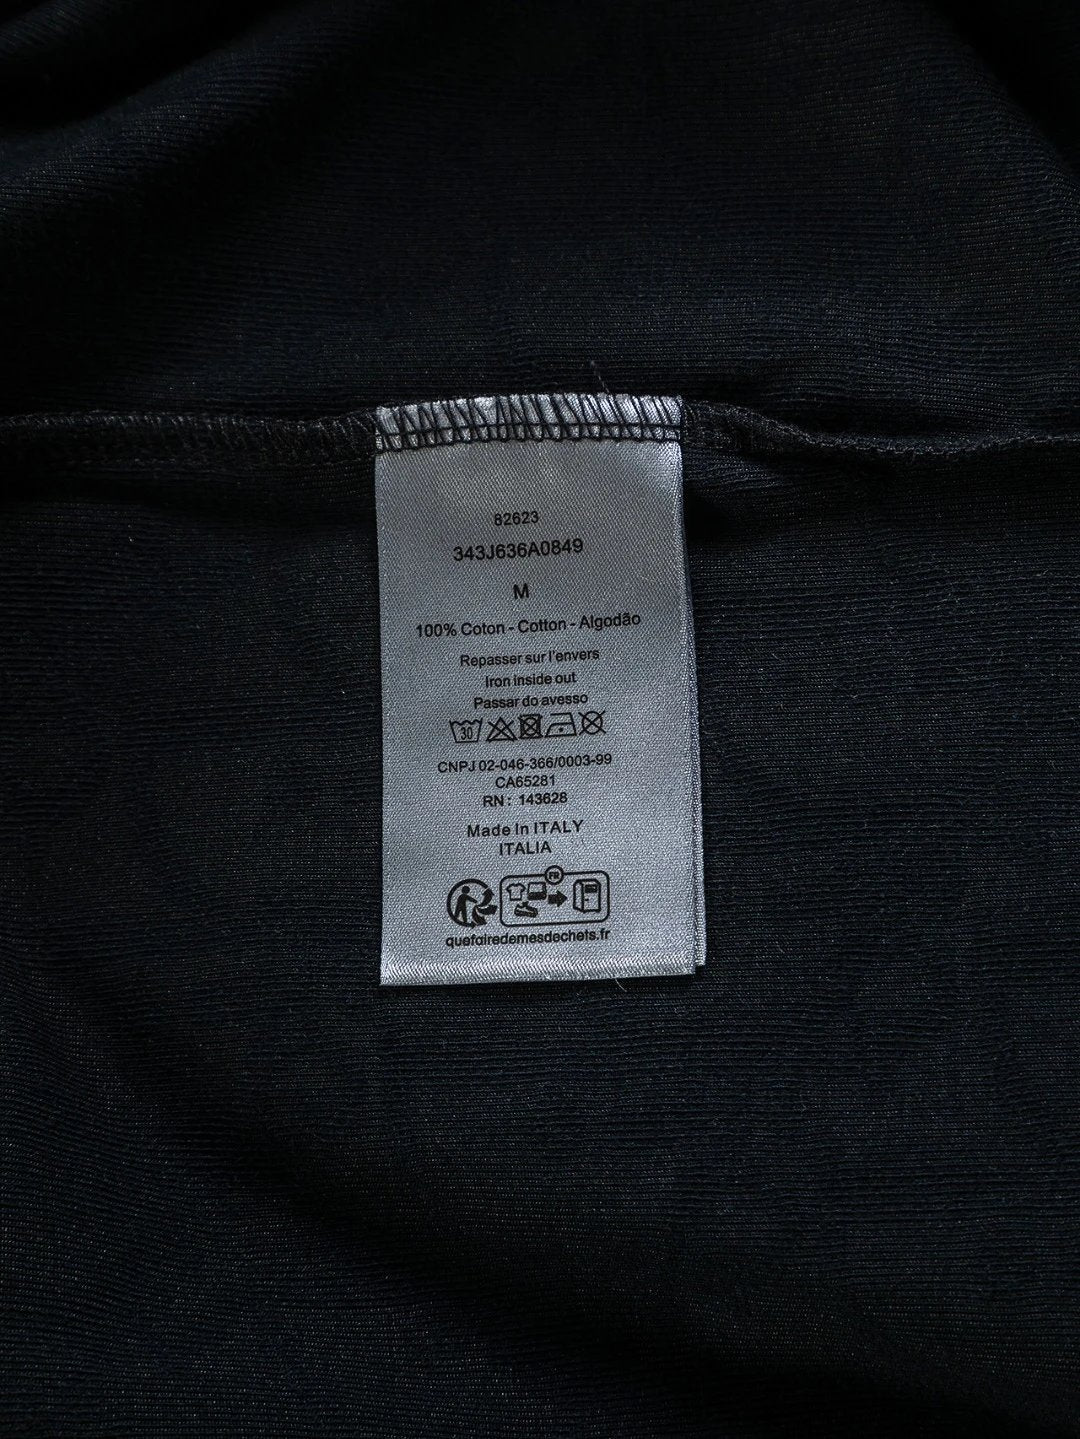 82623
343J636A0849
M
100% Coton - Cotton - Algodão
Repasser sur l'envers
Iron inside out
Passar do avesso
30
CNPJ 02-046-366/0003-99
CA65281
RN: 143628
Made In ITALY
ITALIA
FR
quefairedemesdechets.fr